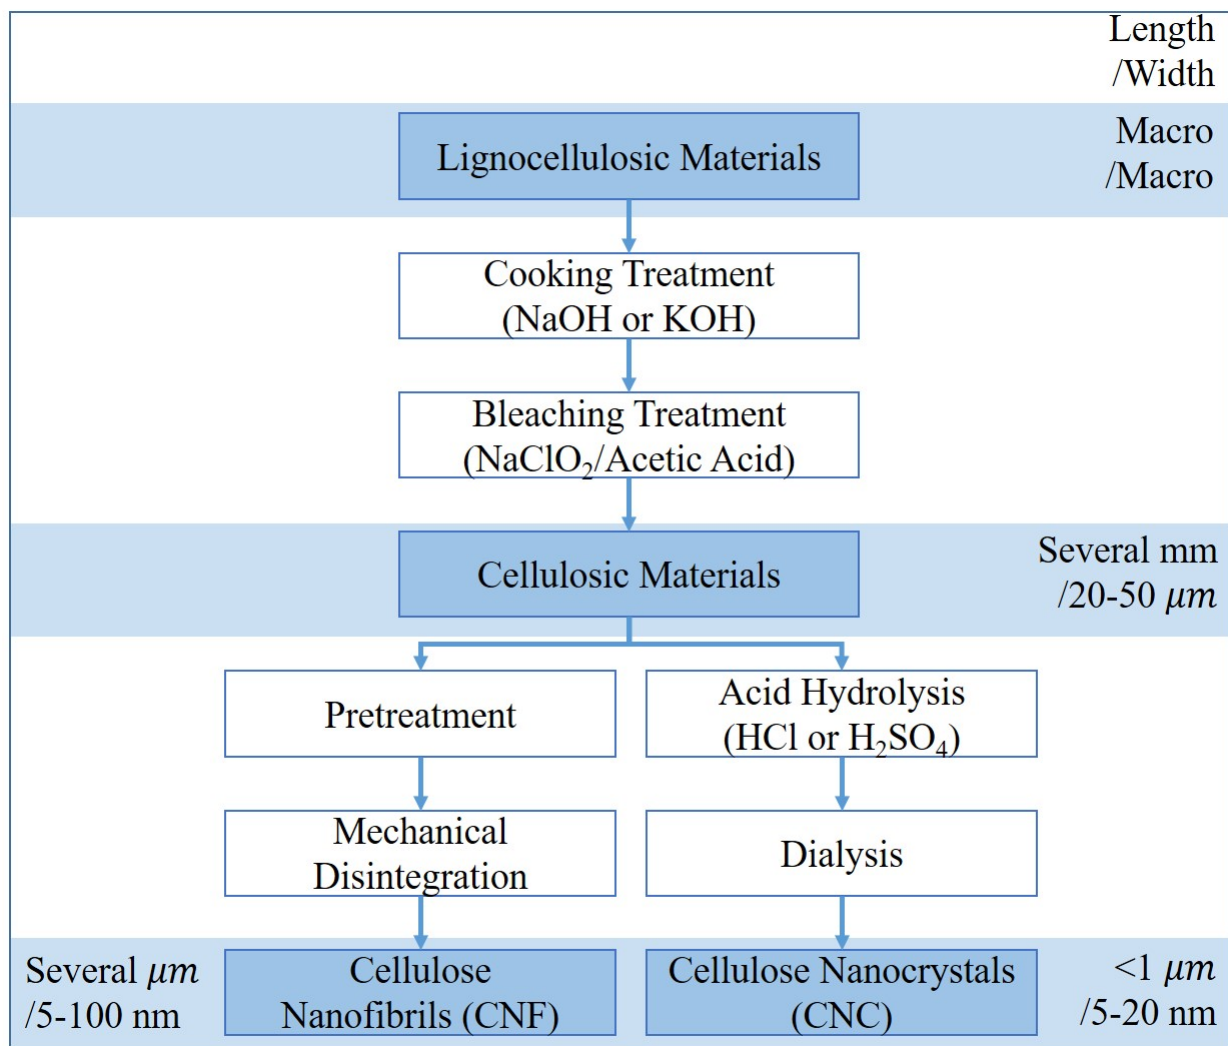 Length
/Width
Lignocellulosic Materials
Macro
/Macro
Cooking Treatment
(NaOH or KOH)
Bleaching Treatment
(NaClO₂/Acetic Acid)
Cellulosic Materials
Several mm
/20-50 μm
Pretreatment
Acid Hydrolysis
(HCl or H₂SO₄)
Mechanical
Disintegration
Dialysis
Several μm
/5-100 nm
Cellulose
Nanofibrils (CNF)
Cellulose Nanocrystals
(CNC)
<1 μm
/5-20 nm